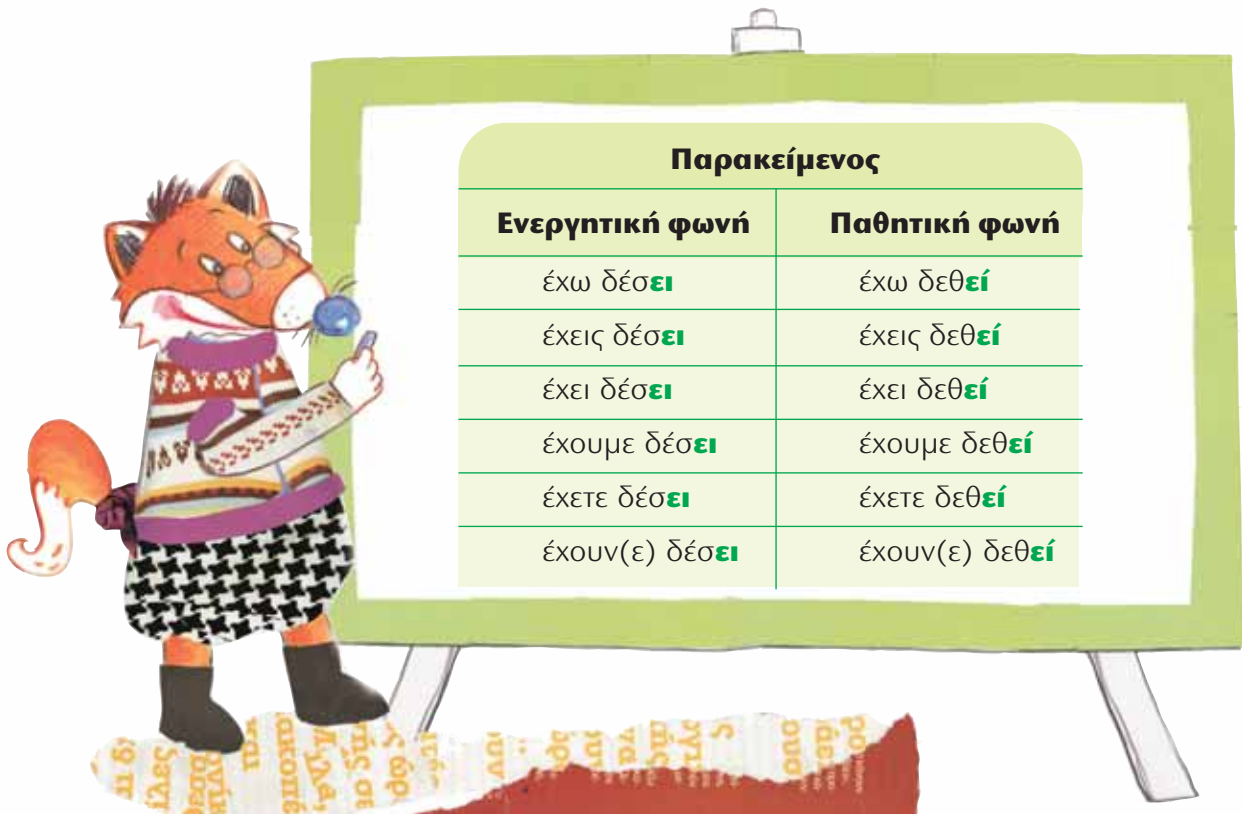 Παρακείμενος
Ενεργητική φωνή Παθητική φωνή
έχω δέσει έχω δεθεί
έχεις δέσει έχεις δεθεί
έχει δέσει έχει δεθεί
έχουμε δέσει έχουμε δεθεί
έχετε δέσει έχετε δεθεί
έχουν(ε) δέσει έχουν(ε) δεθεί